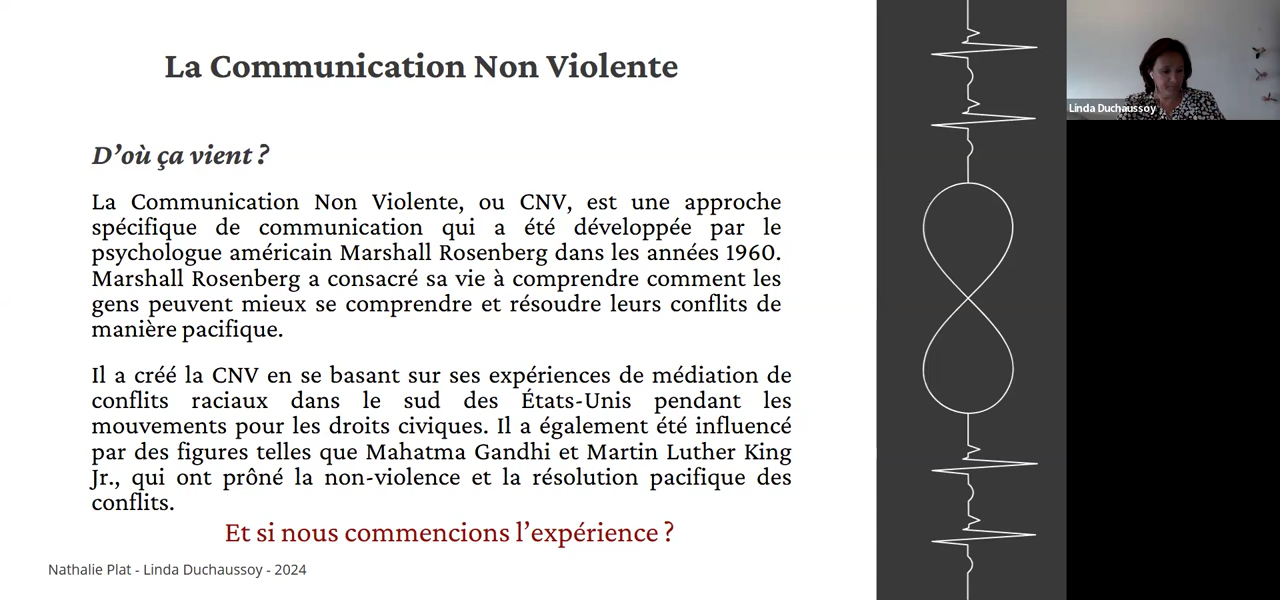 La Communication Non Violente
D’où ça vient ?
La Communication Non Violente, ou CNV, est une approche
spécifique de communication qui a été développée par le
psychologue américain Marshall Rosenberg dans les années 1960.
Marshall Rosenberg a consacré sa vie à comprendre comment les
gens peuvent mieux se comprendre et résoudre leurs conflits de
manière pacifique.
Il a créé la CNV en se basant sur ses expériences de médiation de
conflits raciaux dans le sud des États-Unis pendant les
mouvements pour les droits civiques. Il a également été influencé
par des figures telles que Mahatma Gandhi et Martin Luther King
Jr., qui ont prôné la non-violence et la résolution pacifique des
conflits.
Et si nous commencions l’expérience ?
Nathalie Plat - Linda Duchaussoy - 2024
Linda Duchaussoy